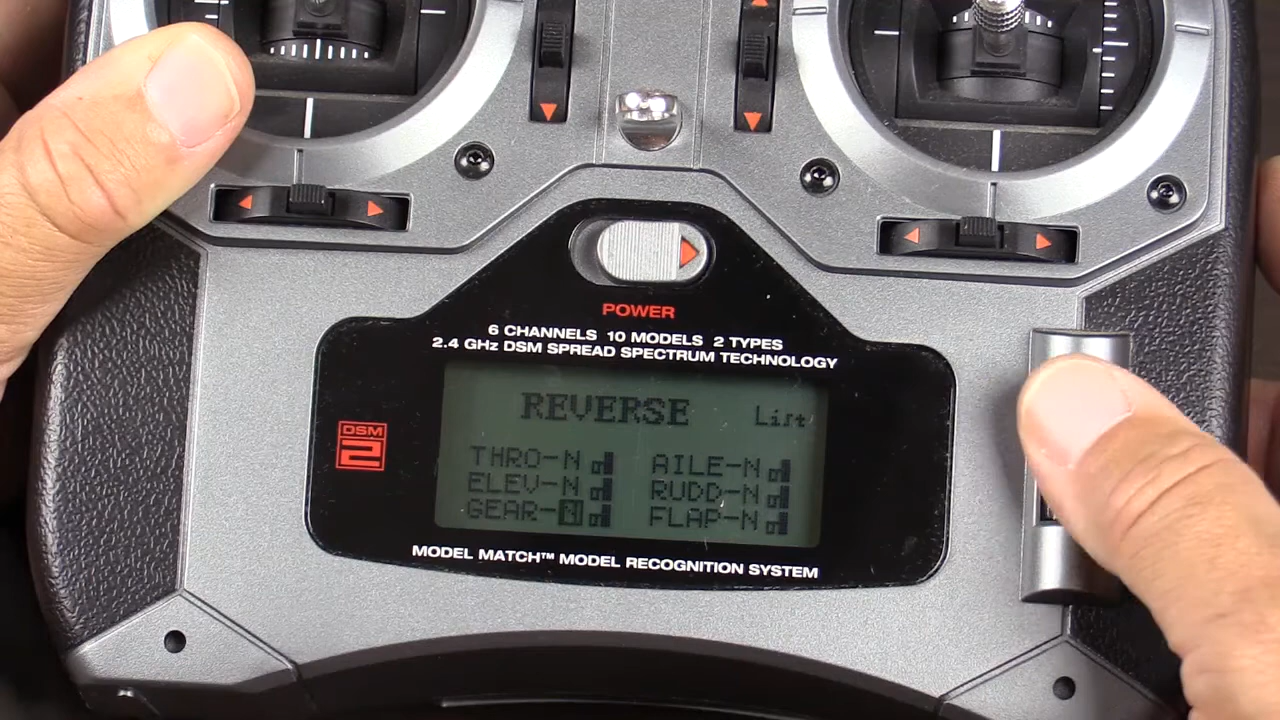 POWER
6 CHANNELS 10 MODELS 2 TYPES
2.4 GHz DSM SPREAD SPECTRUM TECHNOLOGY
REVERSE List
DSM
2
THRO-N AILE-N
ELEV-N RUDD-N
GEAR-N FLAP-N
MODEL MATCH™ MODEL RECOGNITION SYSTEM